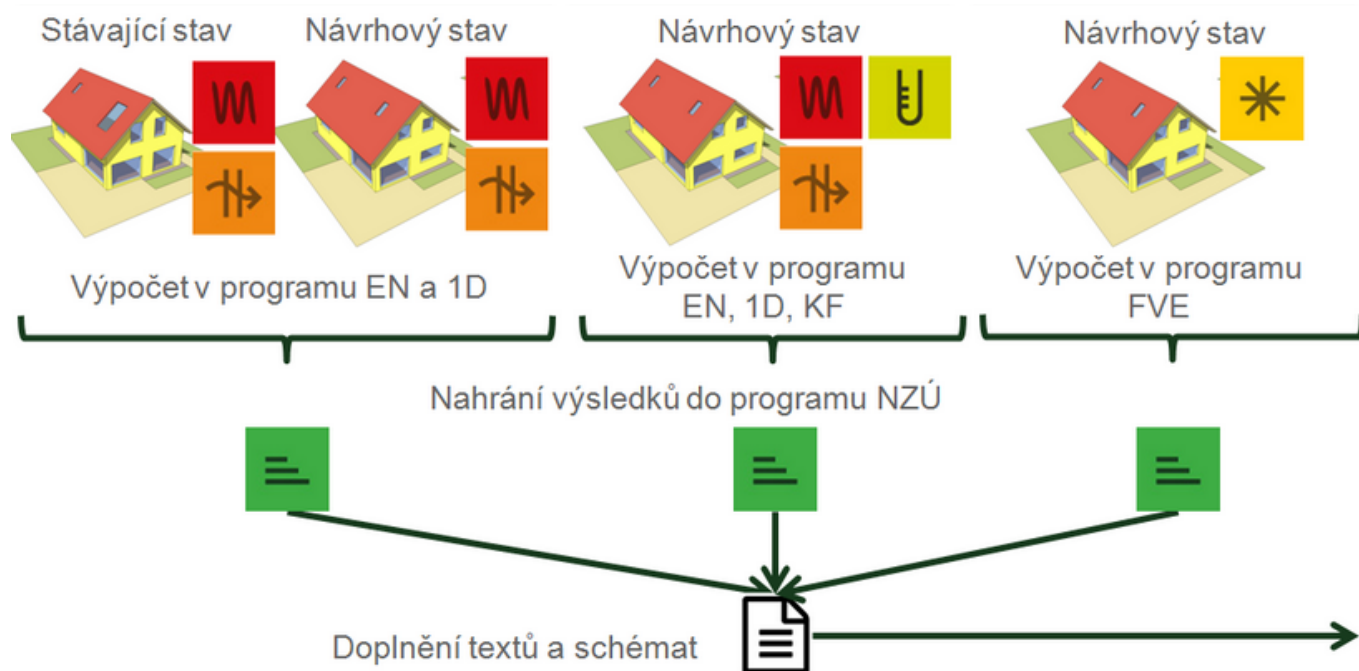 Stávající stav
Návrhový stav
Návrhový stav
Návrhový stav
Výpočet v programu EN a 1D
Výpočet v programu
EN, 1D, KF
Výpočet v programu
FVE
Nahrání výsledků do programu NZÚ
Doplnění textů a schémat